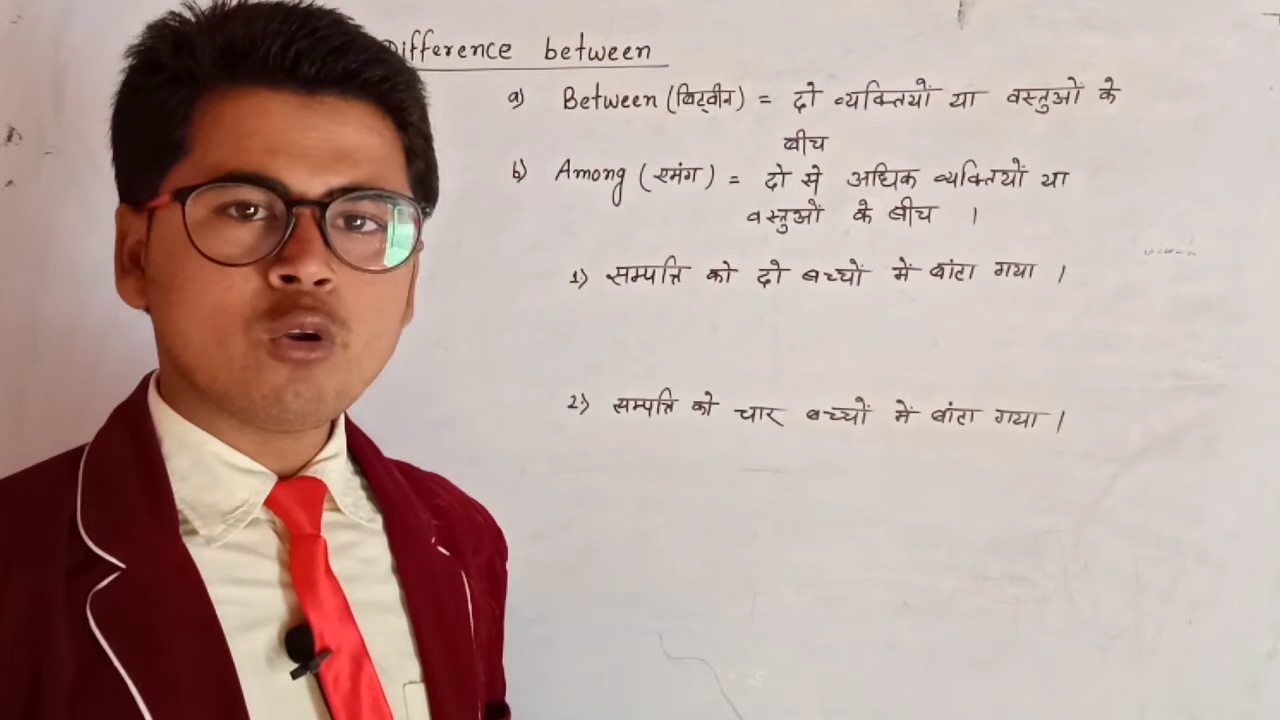 Difference between
a) Between (बिट्वीन) = दो व्यक्तियों या वस्तुओं के
बीच
b) Among (एमंग) = दो से अधिक व्यक्तियों या
वस्तुओं के बीच ।
1) सम्पत्ति को दो बच्चों में बांटा गया ।
2) सम्पत्ति को चार बच्चों में बांटा गया ।